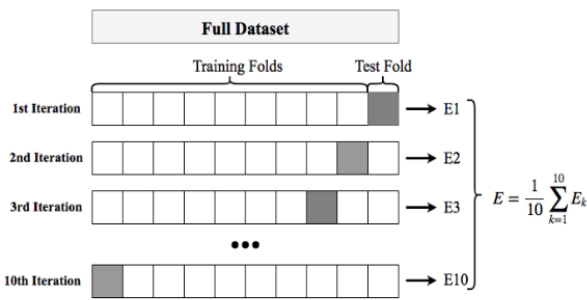 Full Dataset
Training Folds Test Fold
1st Iteration E1
2nd Iteration E2
3rd Iteration E3
E = 1/10 ∑_{k=1}^{10} E_k
•••
10th Iteration E10